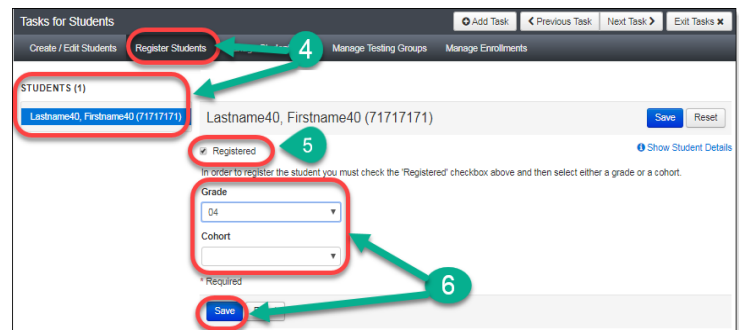 Tasks for Students
Add Task Previous Task Next Task Exit Tasks
Create / Edit Students Register Students Manage Testing Groups Manage Enrollments
4
STUDENTS (1)
Lastname40, Firstname40 (71717171)
Lastname40, Firstname40 (71717171)
Save Reset
Registered
5
Show Student Details
In order to register the student you must check the 'Registered' checkbox above and then select either a grade or a cohort.
Grade
04
Cohort
* Required
6
Save